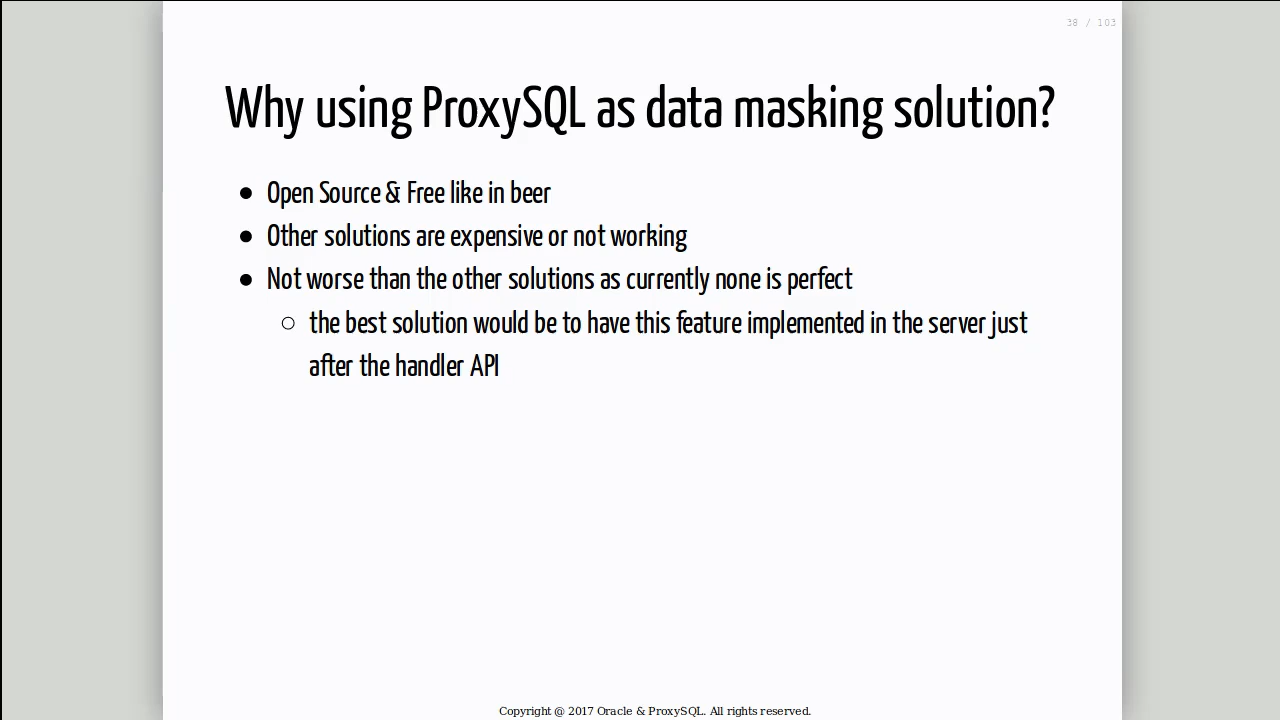 38 / 103
Why using ProxySQL as data masking solution?
Open Source & Free like in beer
Other solutions are expensive or not working
Not worse than the other solutions as currently none is perfect
the best solution would be to have this feature implemented in the server just
after the handler API
Copyright @ 2017 Oracle & ProxySQL. All rights reserved.